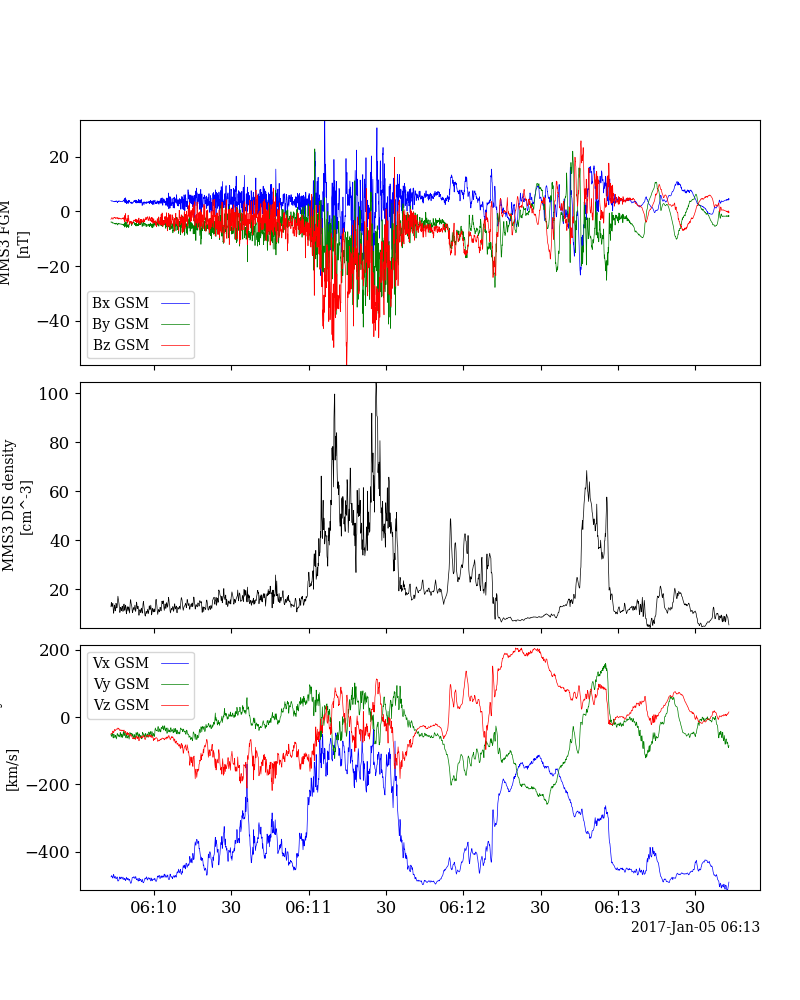 20
0
−20
−40
MMS3 FGM
[nT]
Bx GSM
By GSM
Bz GSM
100
80
60
40
20
MMS3 DIS density
[cm^-3]
200
0
−200
−400
[km/s]
Vx GSM
Vy GSM
Vz GSM
06:10 30 06:11 30 06:12 30 06:13 30
2017-Jan-05 06:13